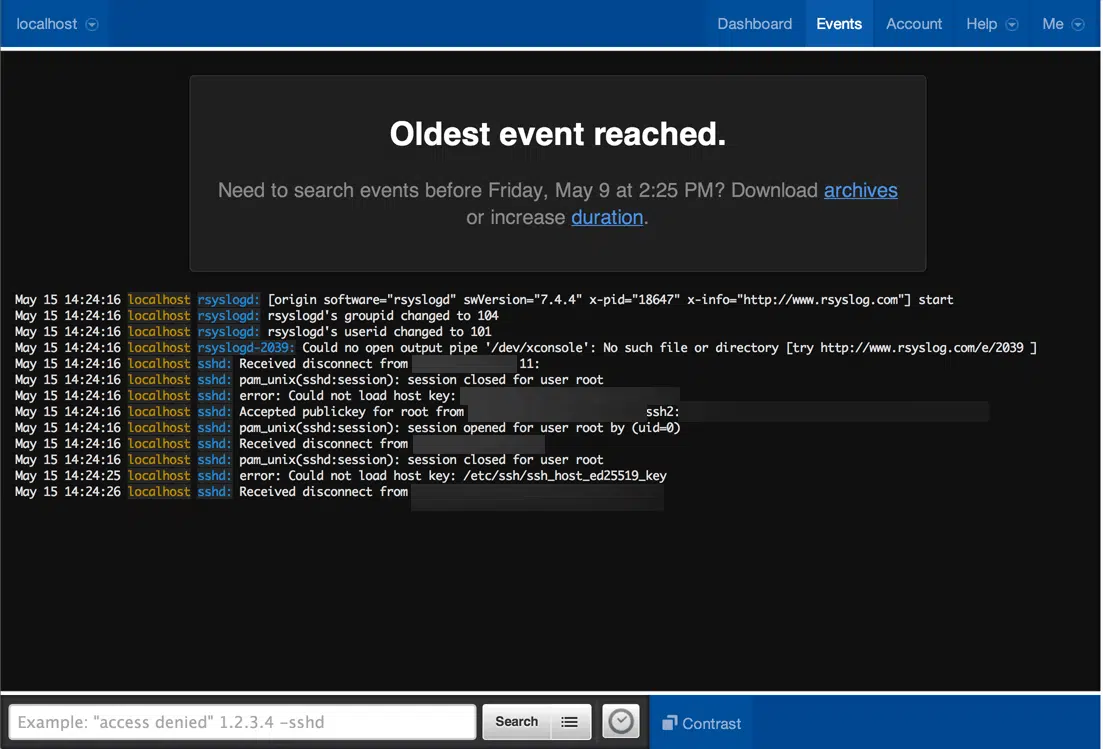 localhost
Dashboard Events Account Help Me
Oldest event reached.
Need to search events before Friday, May 9 at 2:25 PM? Download archives
or increase duration.
May 15 14:24:16 localhost rsyslogd: [origin software="rsyslogd" swVersion="7.4.4" x-pid="18647" x-info="http://www.rsyslog.com"] start
May 15 14:24:16 localhost rsyslogd: rsyslogd's groupid changed to 104
May 15 14:24:16 localhost rsyslogd: rsyslogd's userid changed to 101
May 15 14:24:16 localhost rsyslogd-2039: Could no open output pipe '/dev/xconsole': No such file or directory [try http://www.rsyslog.com/e/2039 ]
May 15 14:24:16 localhost sshd: Received disconnect from 11:
May 15 14:24:16 localhost sshd: pam_unix(sshd:session): session closed for user root
May 15 14:24:16 localhost sshd: error: Could not load host key:
May 15 14:24:16 localhost sshd: Accepted publickey for root from ssh2:
May 15 14:24:16 localhost sshd: pam_unix(sshd:session): session opened for user root by (uid=0)
May 15 14:24:16 localhost sshd: Received disconnect from
May 15 14:24:16 localhost sshd: pam_unix(sshd:session): session closed for user root
May 15 14:24:25 localhost sshd: error: Could not load host key: /etc/ssh/ssh_host_ed25519_key
May 15 14:24:26 localhost sshd: Received disconnect from
Example: "access denied" 1.2.3.4 -sshd
Search
Contrast